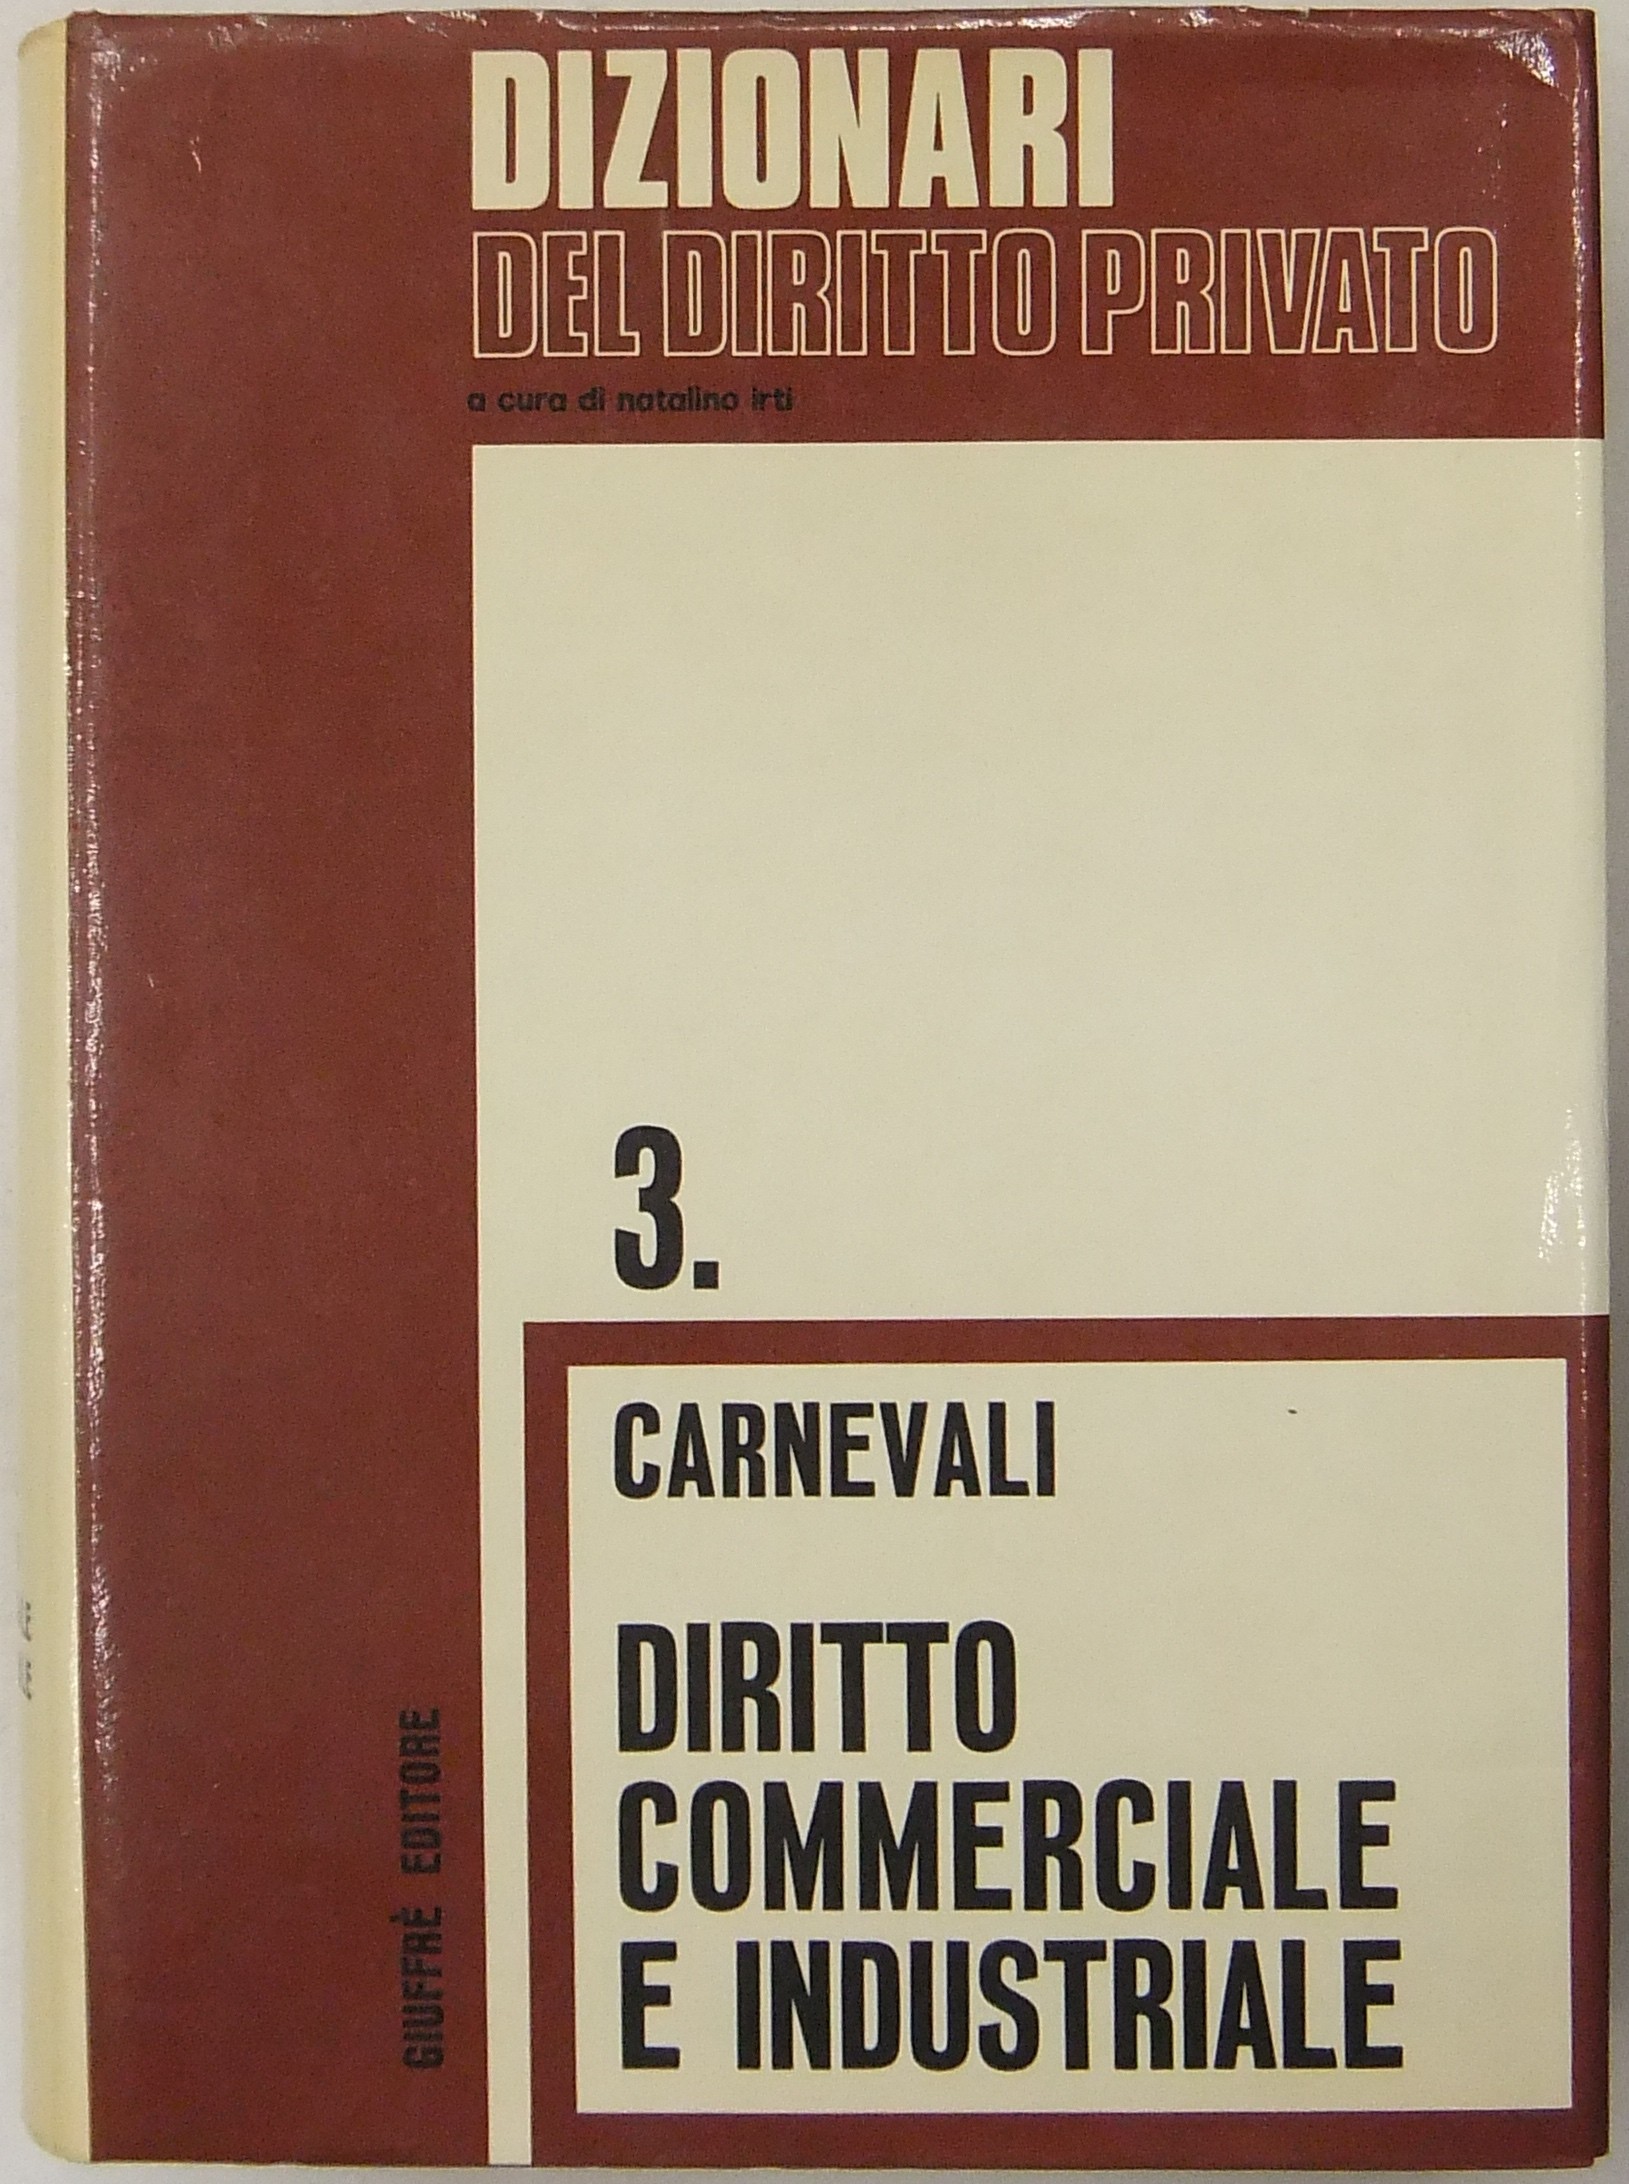 DIZIONARI
DEL DIRITTO PRIVATO
a cura di natalino irti
3.
CARNEVALI
DIRITTO
COMMERCIALE
E INDUSTRIALE
GIUFFRÈ EDITORE